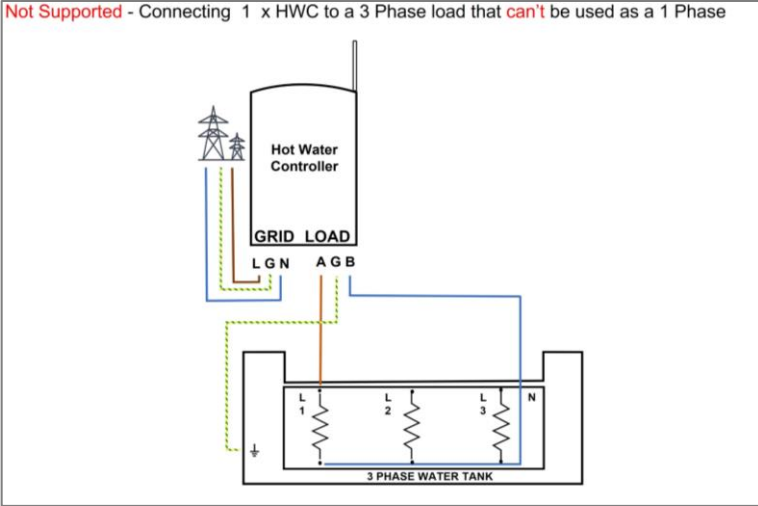 Not Supported - Connecting 1 x HWC to a 3 Phase load that can't be used as a 1 Phase
Hot Water
Controller
GRID LOAD
L G N A G B
L L L N
1 2 3
3 PHASE WATER TANK